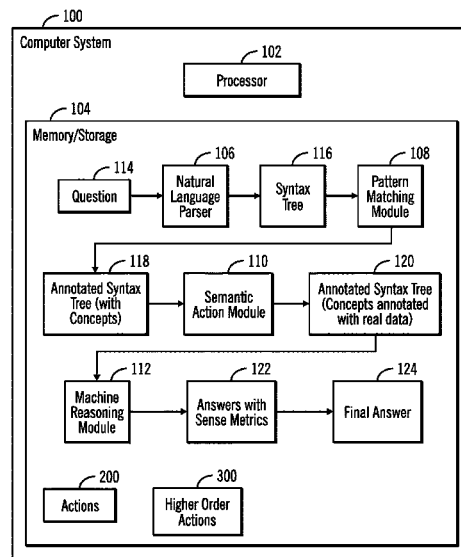 100
Computer System
102
Processor
104
Memory/Storage
114
Question
106
Natural
Language
Parser
116
Syntax
Tree
108
Pattern
Matching
Module
118
Annotated Syntax
Tree (with
Concepts)
110
Semantic
Action Module
120
Annotated Syntax Tree
(Concepts annotated
with real data)
112
Machine
Reasoning
Module
122
Answers with
Sense Metrics
124
Final Answer
200
Actions
300
Higher Order
Actions